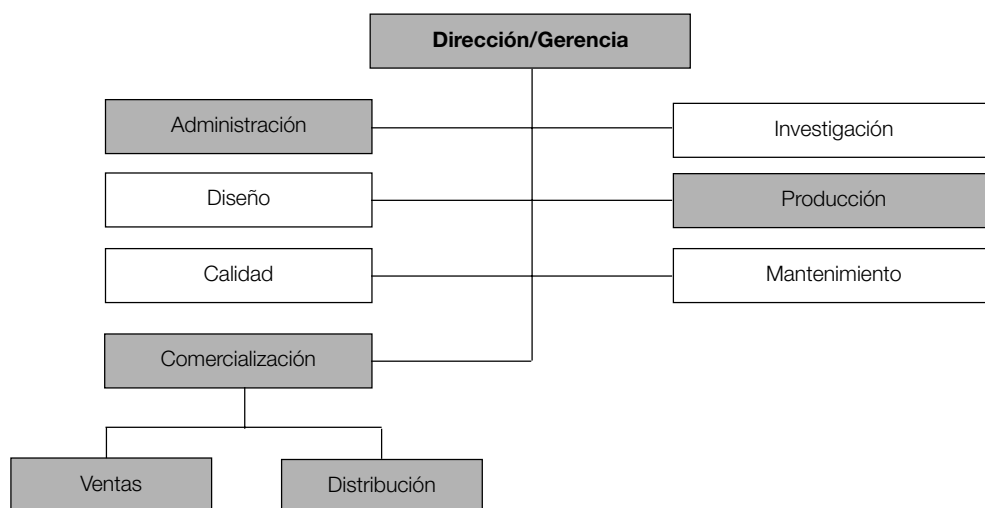 Dirección/Gerencia
Administración
Investigación
Diseño
Producción
Calidad
Mantenimiento
Comercialización
Ventas
Distribución